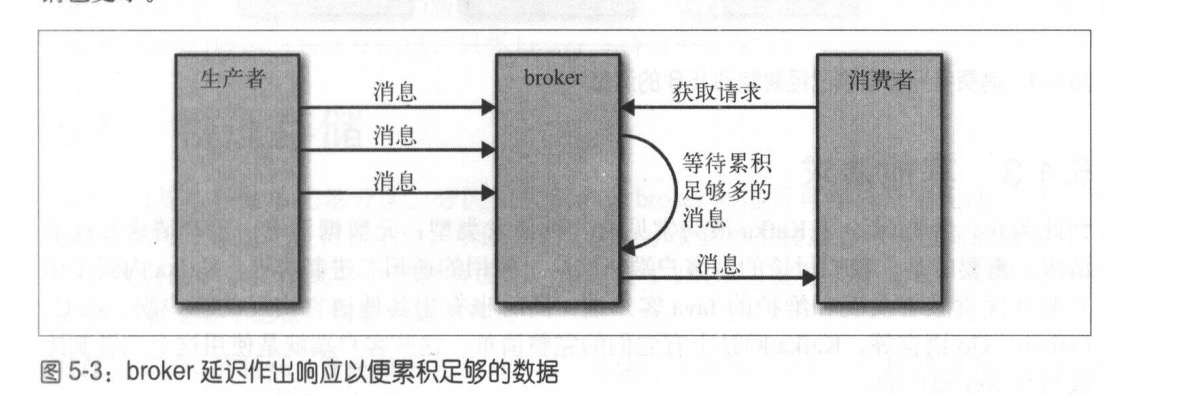 生产者
broker
消费者
消息
获取请求
消息
消息
等待累积
足够多的
消息
消息
图 5-3：broker 延迟作出响应以便累积足够的数据